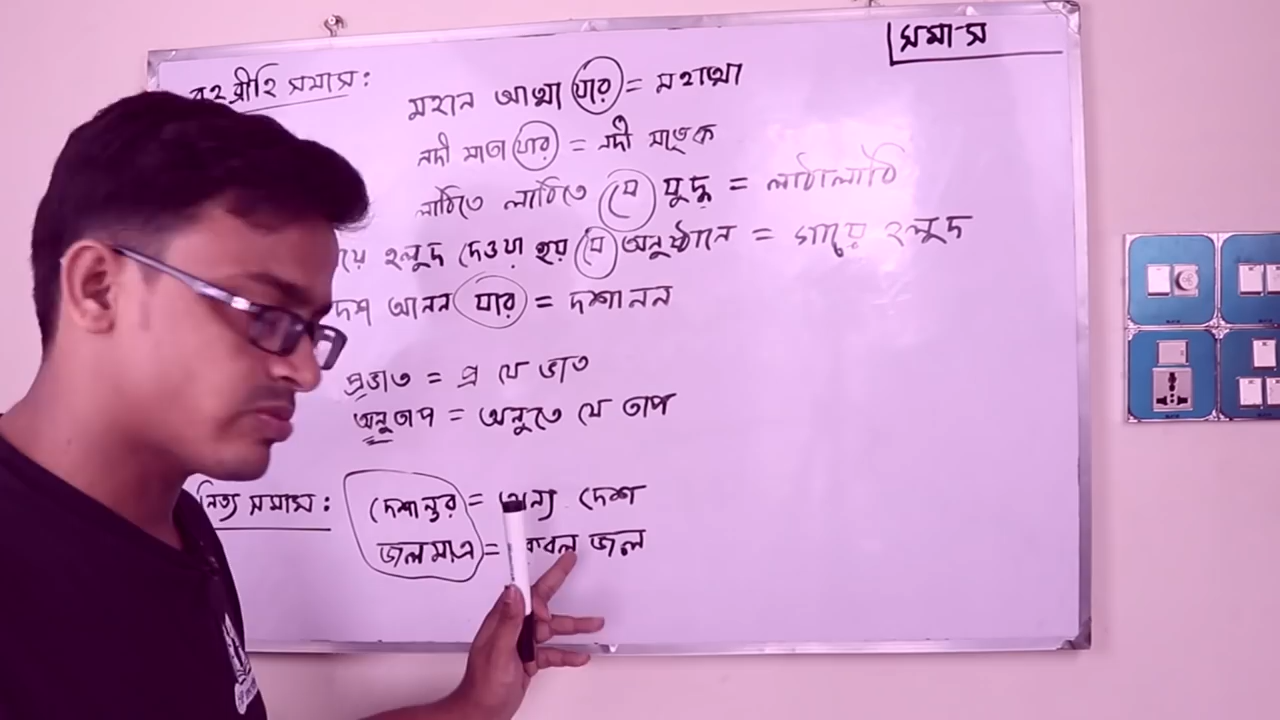 সমাস
বহুব্রীহি সমাস:
মহান আত্মা যার = মহাত্মা
নদী মাতা যার = নদী মাতৃক
লাঠিতে লাঠিতে যে যুদ্ধ = লাঠালাঠি
হলুদ দেওয়া হয় যে অনুষ্ঠানে = গায়ে হলুদ
দশ আনন যার = দশানন
প্রভাত = প্র যে ভাত
অনুতাপ = অনুতে যে তাপ
নিত্য সমাস:
দেশান্তর = অন্য দেশ
জলমাত্র = কেবল জল